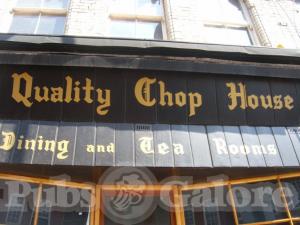 Quality Chop House
Dining and Tea Rooms
Pubs Galore